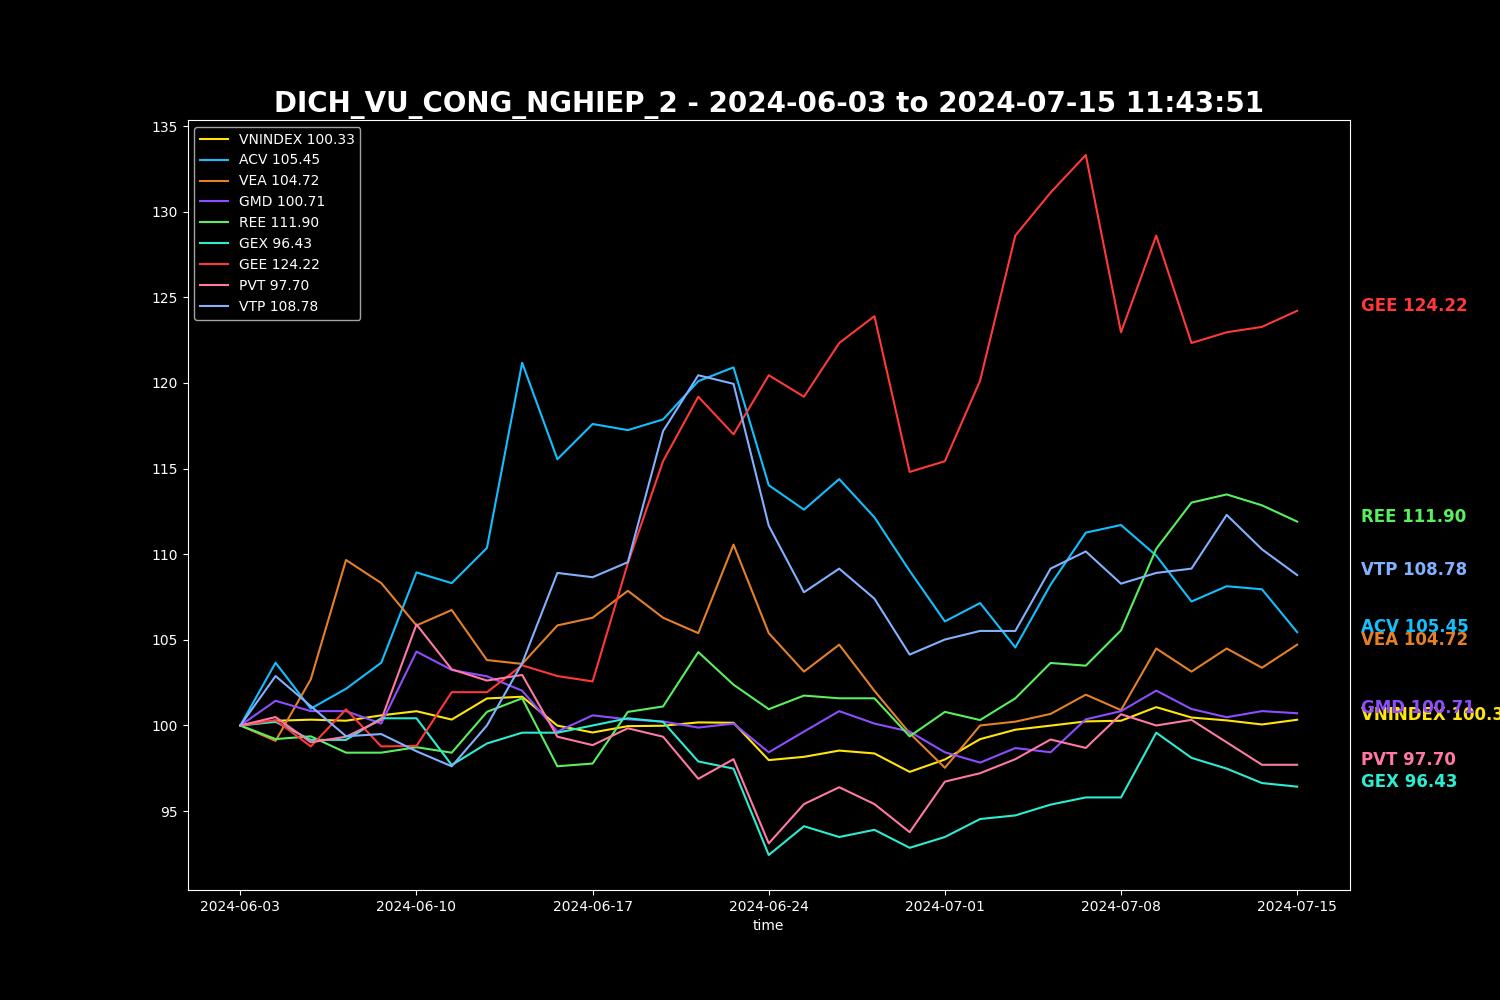 DICH_VU_CONG_NGHIEP_2 - 2024-06-03 to 2024-07-15 11:43:51
135
130
125
120
115
110
105
100
95
VNINDEX 100.33
ACV 105.45
VEA 104.72
GMD 100.71
REE 111.90
GEX 96.43
GEE 124.22
PVT 97.70
VTP 108.78
GEE 124.22
REE 111.90
VTP 108.78
ACV 105.45
VEA 104.72
GMD 100.71
VNINDEX 100.3
PVT 97.70
GEX 96.43
2024-06-03 2024-06-10 2024-06-17 2024-06-24 2024-07-01 2024-07-08 2024-07-15
time